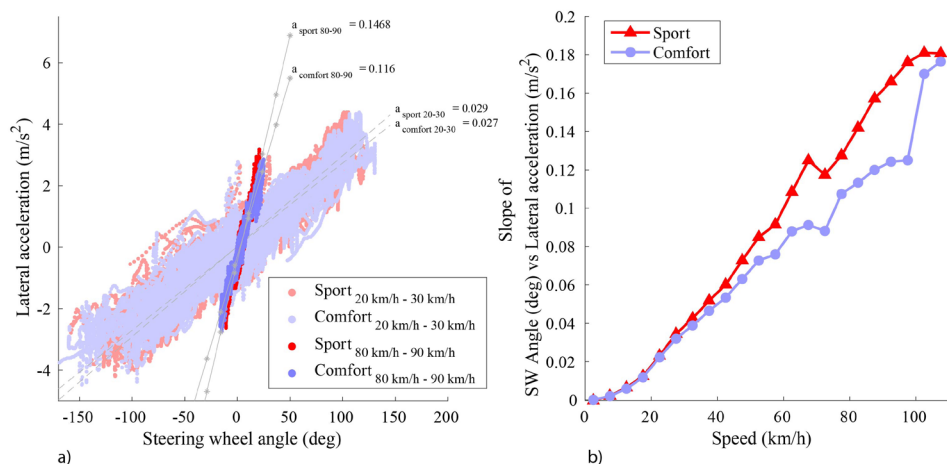 a)
Lateral acceleration (m/s²)
6
4
2
0
-2
-4
-150
-100
-50
0
50
100
150
200
Steering wheel angle (deg)
a sport 80-90 = 0.1468
a comfort 80-90 = 0.116
a sport 20-30 = 0.029
a comfort 20-30 = 0.027
Sport 20 km/h - 30 km/h
Comfort 20 km/h - 30 km/h
Sport 80 km/h - 90 km/h
Comfort 80 km/h - 90 km/h
b)
Slope of
SW Angle (deg) vs Lateral acceleration (m/s²)
0.2
0.18
0.16
0.14
0.12
0.1
0.08
0.06
0.04
0.02
0
0
20
40
60
80
100
Speed (km/h)
Sport
Comfort